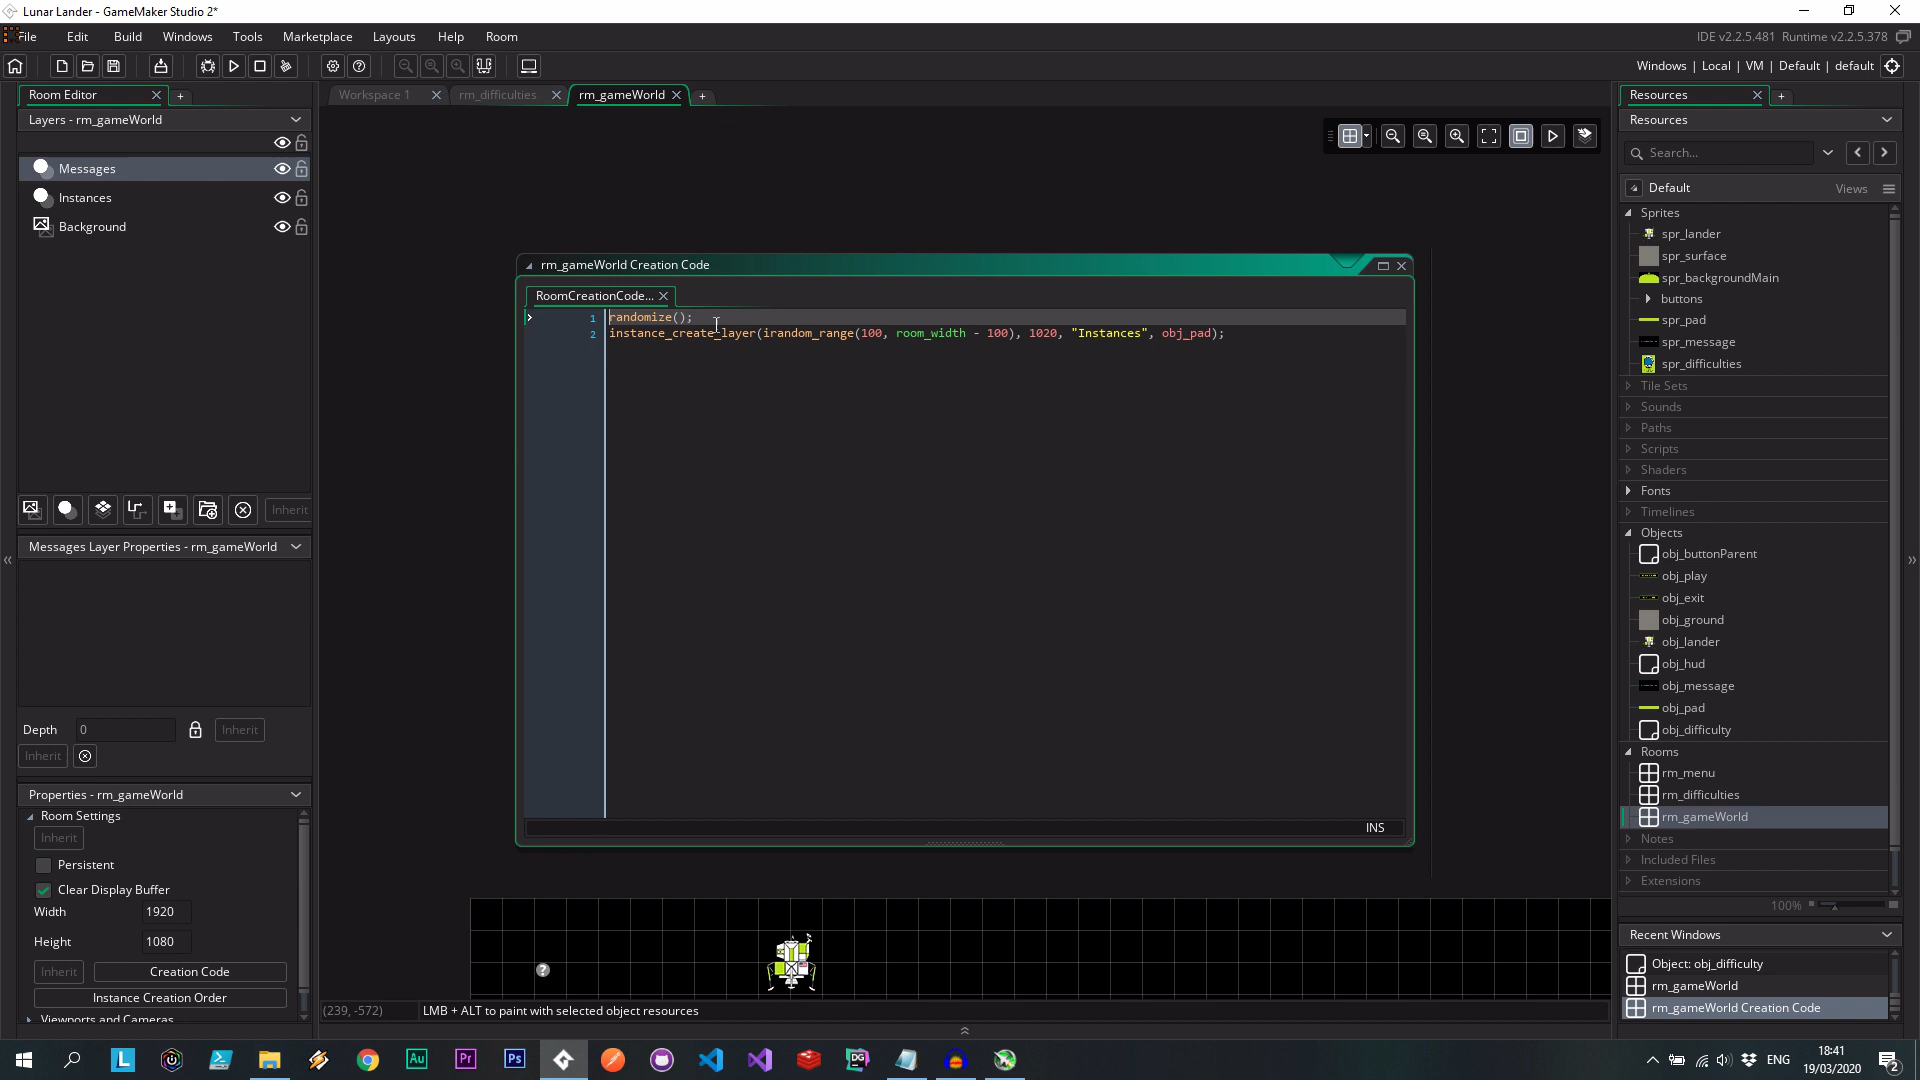 Lunar Lander - GameMaker Studio 2*
File Edit Build Windows Tools Marketplace Layouts Help Room
IDE v2.2.5.481 Runtime v2.2.5.378
Windows | Local | VM | Default | default
Room Editor
Workspace 1
rm_difficulties
rm_gameWorld
Resources
Layers - rm_gameWorld
Resources
Messages
Instances
Background
Search...
Default
Views
Sprites
spr_lander
spr_surface
spr_backgroundMain
buttons
spr_pad
spr_message
spr_difficulties
Tile Sets
Sounds
Paths
Scripts
Shaders
Fonts
Timelines
Objects
obj_buttonParent
obj_play
obj_exit
obj_ground
obj_lander
obj_hud
obj_message
obj_pad
obj_difficulty
Rooms
rm_menu
rm_difficulties
rm_gameWorld
Notes
Included Files
Extensions
100%
rm_gameWorld Creation Code
RoomCreationCode...
1 randomize();
2 instance_create_layer(irandom_range(100, room_width - 100), 1020, "Instances", obj_pad);
INS
Inherit
Messages Layer Properties - rm_gameWorld
Depth 0 Inherit
Inherit
Properties - rm_gameWorld
Room Settings
Inherit
Persistent
Clear Display Buffer
Width 1920
Height 1080
Inherit Creation Code
Instance Creation Order
Viewports and Cameras
?
(239, -572)
LMB + ALT to paint with selected object resources
Recent Windows
Object: obj_difficulty
rm_gameWorld
rm_gameWorld Creation Code
L
Au
Pr
Ps
DG
ENG
18:41
19/03/2020
2